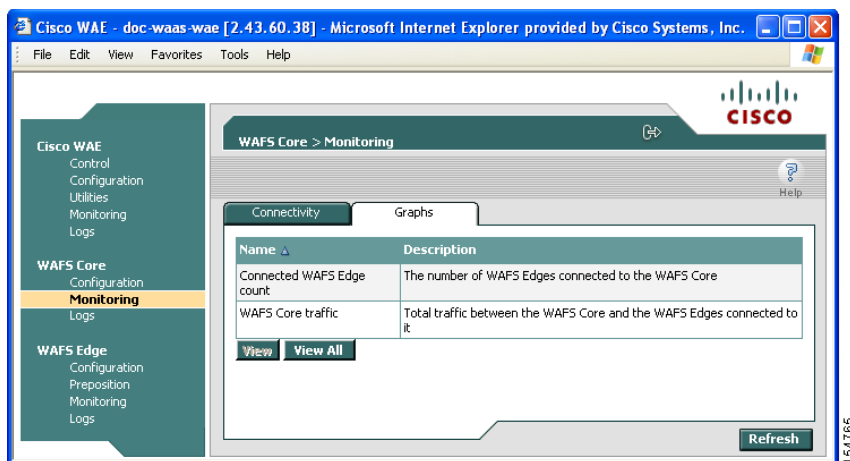 Cisco WAE - doc-waas-wae [2.43.60.38] - Microsoft Internet Explorer provided by Cisco Systems, Inc.
File Edit View Favorites Tools Help
CISCO
WAFS Core > Monitoring
Help
Cisco WAE
Control
Configuration
Utilities
Monitoring
Logs
WAFS Core
Configuration
Monitoring
Logs
WAFS Edge
Configuration
Preposition
Monitoring
Logs
Connectivity Graphs
Name Description
Connected WAFS Edge count The number of WAFS Edges connected to the WAFS Core
WAFS Core traffic Total traffic between the WAFS Core and the WAFS Edges connected to it
View View All
Refresh
154766